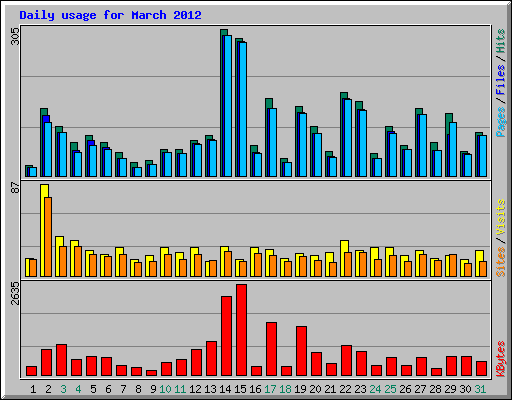 Daily usage for March 2012
305
Pages / Files / Hits
87
Sites / Visits
2635
KBytes
1 2 3 4 5 6 7 8 9 10 11 12 13 14 15 16 17 18 19 20 21 22 23 24 25 26 27 28 29 30 31